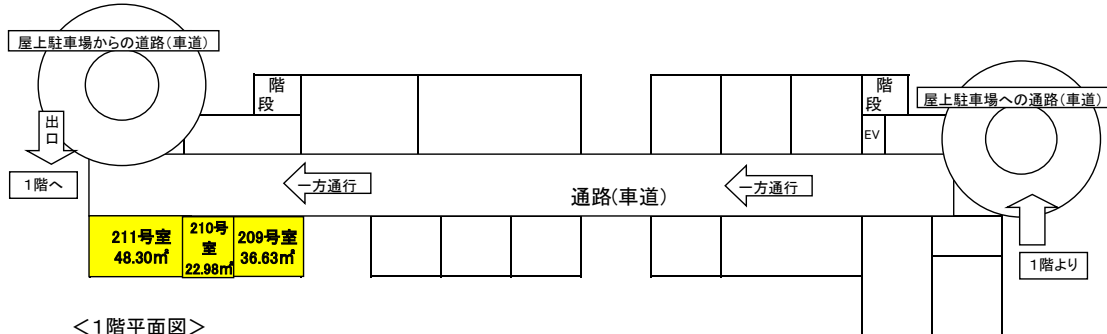 屋上駐車場からの道路(車道)
階
段
階
段
屋上駐車場への通路(車道)
出
口
EV
1階へ
一方通行
通路(車道)
一方通行
211号室
48.30㎡
210号
室
22.98㎡
209号室
36.63㎡
1階より
<1階平面図>